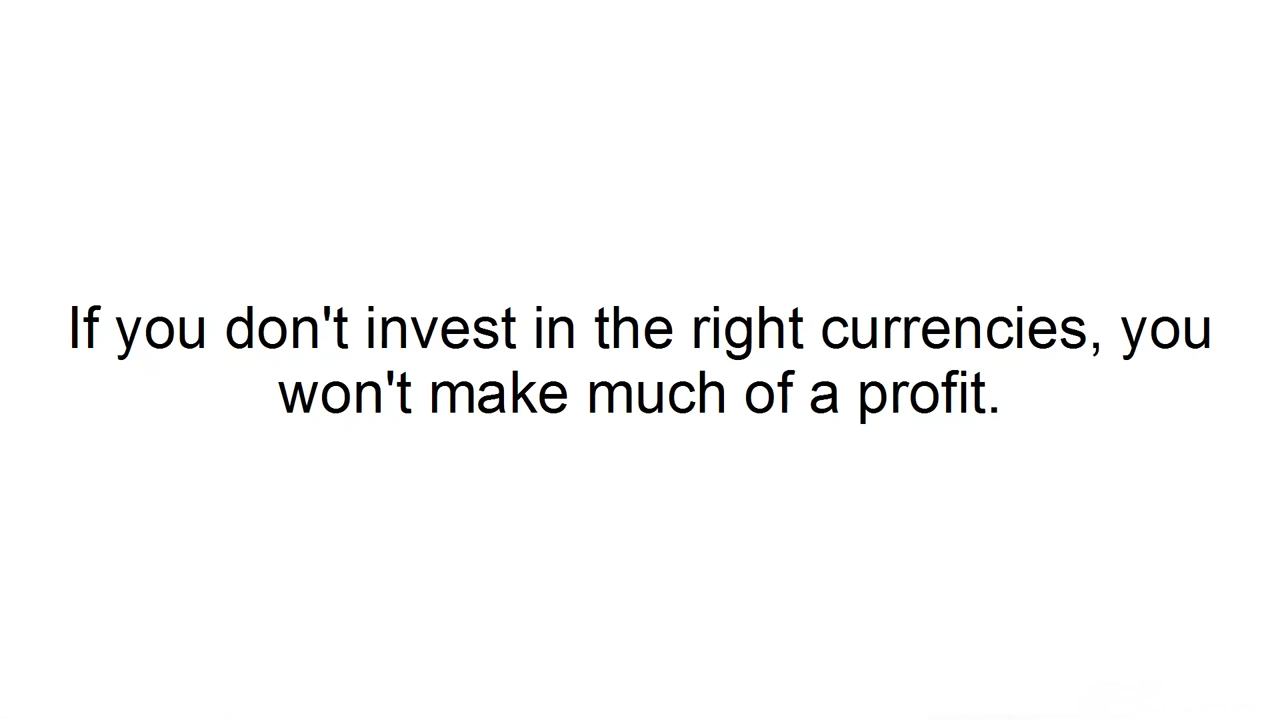 If you don't invest in the right currencies, you
won't make much of a profit.